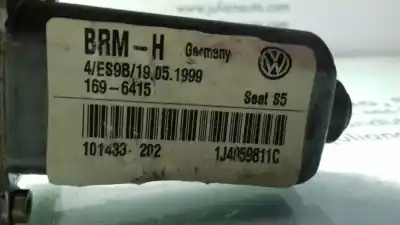 BRM-H Germany
4/ES9B/19.05.1999
169-6415 Seat S5
101433-202 1J4959811C